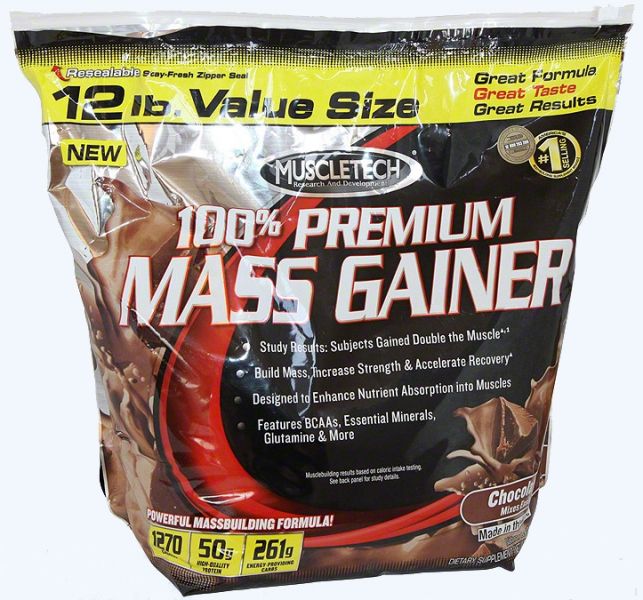 Resealable Stay-Fresh Zipper Seal
12 lb. Value Size
Great Formula
Great Taste
Great Results
NEW
#1
SELLING
MUSCLETECH
Research And Development
100% PREMIUM
MASS GAINER
Study Results: Subjects Gained Double the Muscle
Build Mass, Increase Strength & Accelerate Recovery
Designed to Enhance Nutrient Absorption into Muscles
Features BCAAs, Essential Minerals,
Glutamine & More
Musclebuilding results based on caloric intake testing.
See back panel for study details.
POWERFUL MASSBUILDING FORMULA!
1270
50g
HIGH-QUALITY
PROTEIN
261g
ENERGY-PROVIDING
CARBS
Mixes
Made in
DIETARY SUPPLEMENT